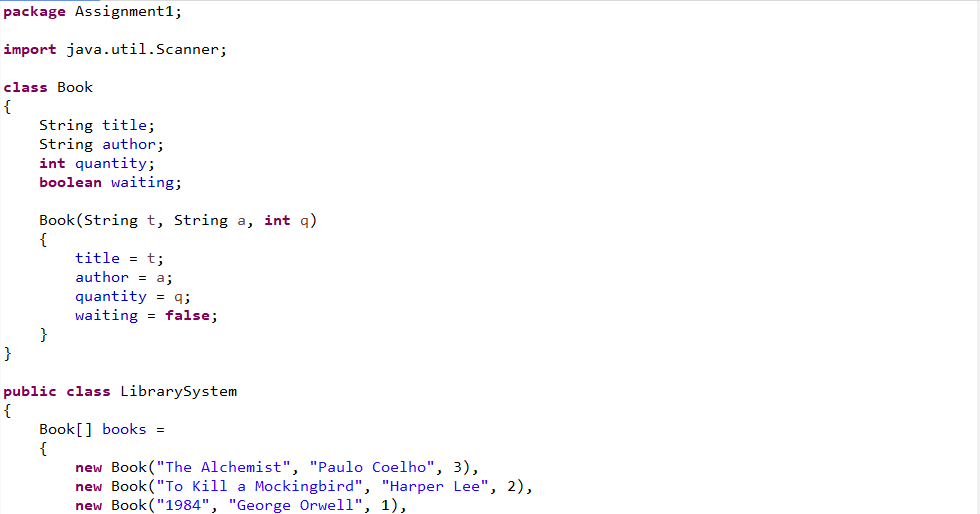 package Assignment1;
import java.util.Scanner;
class Book
{
    String title;
    String author;
    int quantity;
    boolean waiting;
    Book(String t, String a, int q)
    {
        title = t;
        author = a;
        quantity = q;
        waiting = false;
    }
}
public class LibrarySystem
{
    Book[] books =
    {
        new Book("The Alchemist", "Paulo Coelho", 3),
        new Book("To Kill a Mockingbird", "Harper Lee", 2),
        new Book("1984", "George Orwell", 1),